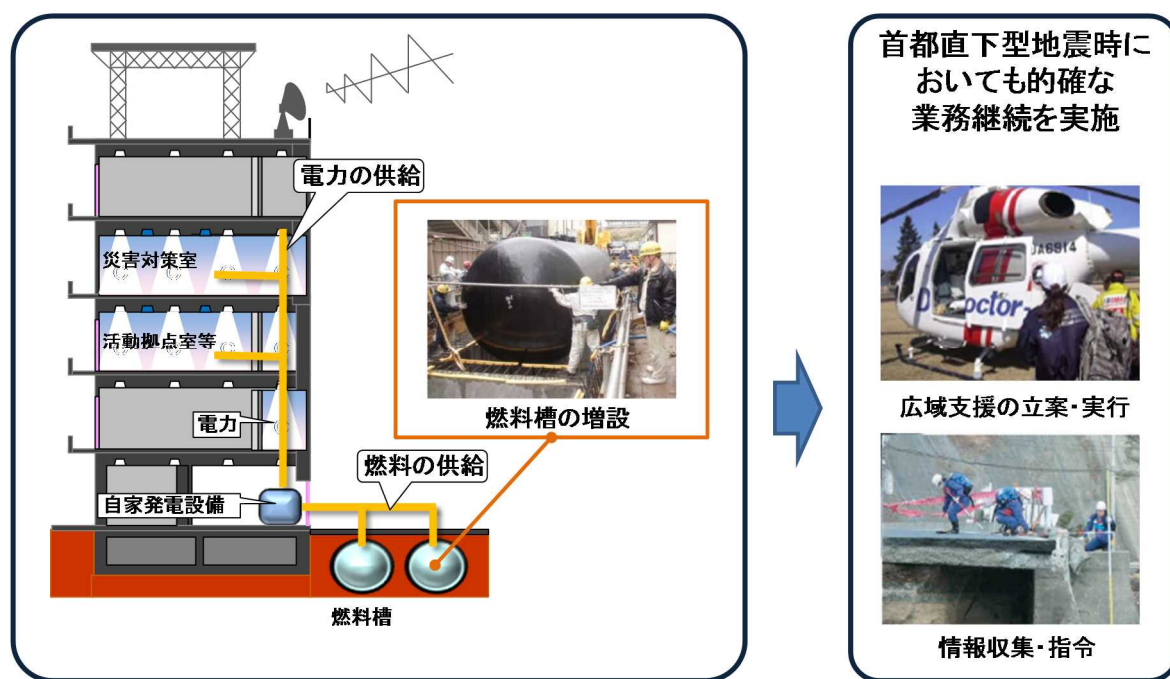 電力の供給
災害対策室
活動拠点室等
電力
自家発電設備
燃料の供給
燃料槽
燃料槽の増設
首都直下型地震時に
おいても的確な
業務継続を実施
JA6914
Doctor-
広域支援の立案・実行
情報収集・指令